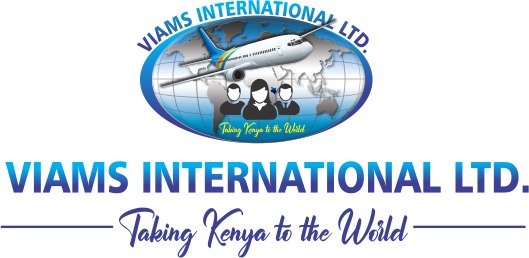 VIAMS INTERNATIONAL LTD.
Taking Kenya to the World
VIAMS INTERNATIONAL LTD.
Taking Kenya to the World